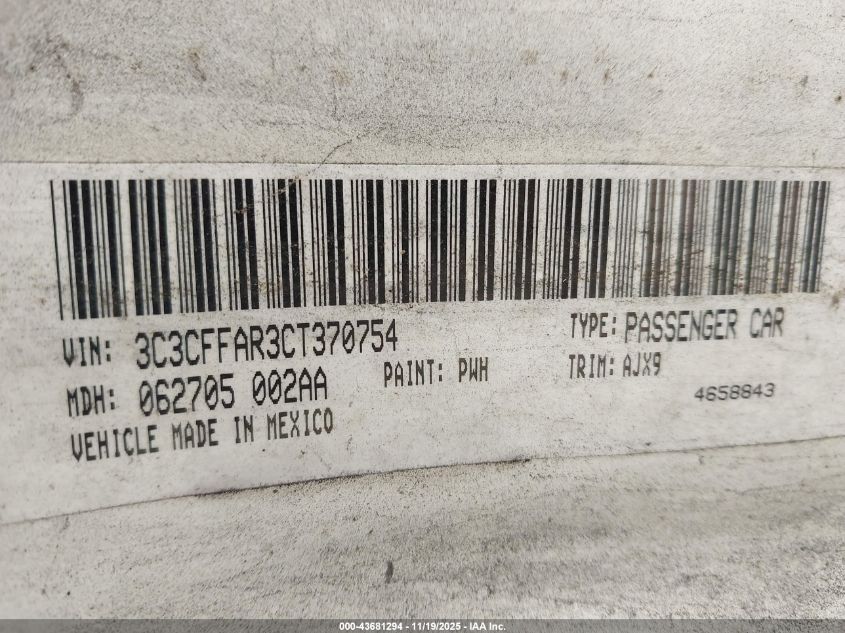 VIN: 3C3CFFAR3CT370754
TYPE: PASSENGER CAR
MDH: 062705 002AA
PAINT: PWH
TRIM: AJX9
4658843
VEHICLE MADE IN MEXICO
000-43681294 - 11/19/2025 - IAA Inc.